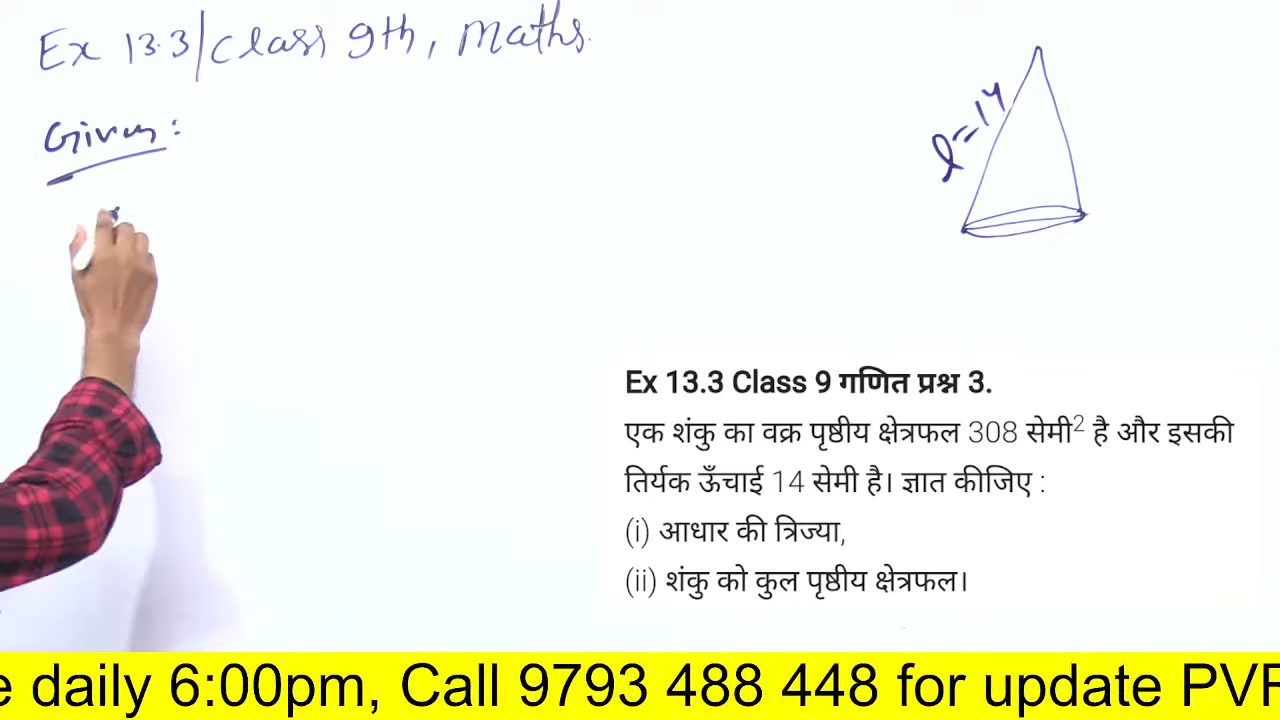 Ex 13.3/Class 9th, Maths.
Given:
l=14
Ex 13.3 Class 9 गणित प्रश्न 3.
एक शंकु का वक्र पृष्ठीय क्षेत्रफल 308 सेमी² है और इसकी
तिर्यक ऊँचाई 14 सेमी है। ज्ञात कीजिए :
(i) आधार की त्रिज्या,
(ii) शंकु को कुल पृष्ठीय क्षेत्रफल।
e daily 6:00pm, Call 9793 488 448 for update PVR